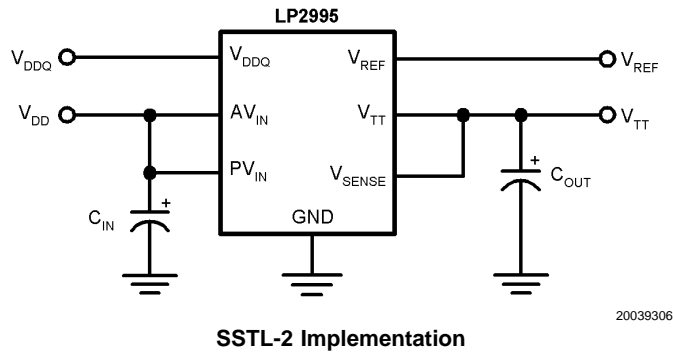 LP2995
VDDQ
VDDQ
VREF
VREF
VDD
AVIN
VTT
VTT
PVIN
VSENSE
+
COUT
CIN
+
GND
20039306
SSTL-2 Implementation